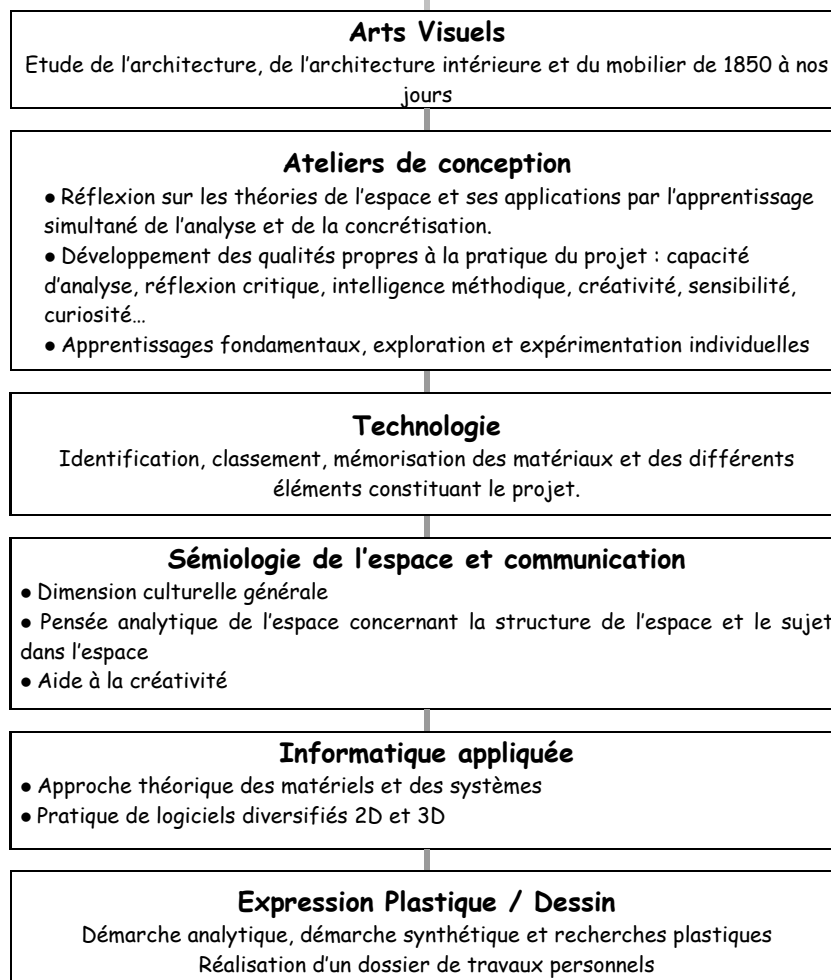 Arts Visuels
Etude de l'architecture, de l'architecture intérieure et du mobilier de 1850 à nos
jours
Ateliers de conception
● Réflexion sur les théories de l'espace et ses applications par l'apprentissage
simultané de l'analyse et de la concrétisation.
● Développement des qualités propres à la pratique du projet : capacité
d'analyse, réflexion critique, intelligence méthodique, créativité, sensibilité,
curiosité…
● Apprentissages fondamentaux, exploration et expérimentation individuelles
Technologie
Identification, classement, mémorisation des matériaux et des différents
éléments constituant le projet.
Sémiologie de l'espace et communication
● Dimension culturelle générale
● Pensée analytique de l'espace concernant la structure de l'espace et le sujet
dans l'espace
● Aide à la créativité
Informatique appliquée
● Approche théorique des matériels et des systèmes
● Pratique de logiciels diversifiés 2D et 3D
Expression Plastique / Dessin
Démarche analytique, démarche synthétique et recherches plastiques
Réalisation d'un dossier de travaux personnels